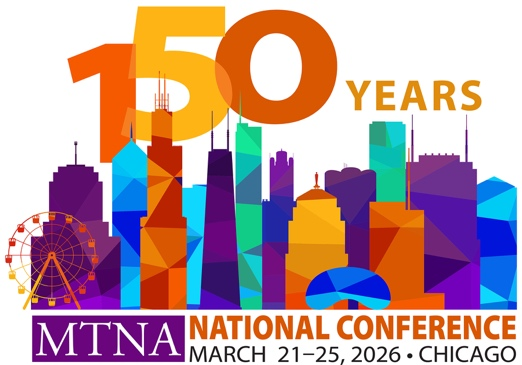 150
YEARS
MTNA
NATIONAL CONFERENCE
MARCH 21–25, 2026 • CHICAGO